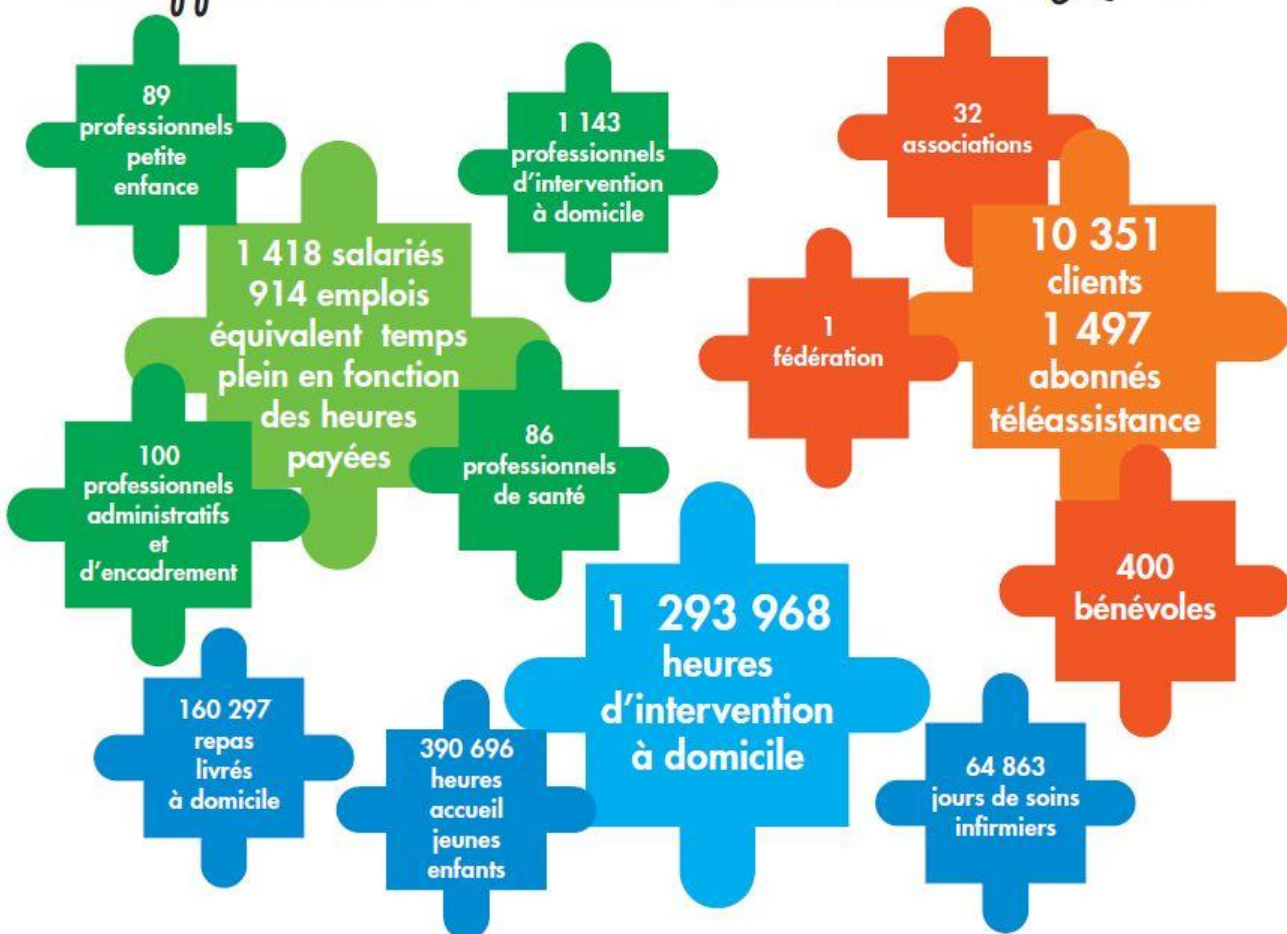 89
professionnels
petite
enfance
1 143
professionnels
d'intervention
à domicile
32
associations
1 418 salariés
914 emplois
équivalent temps
plein en fonction
des heures
payées
10 351
clients
1 497
abonnés
téléassistance
1
fédération
100
professionnels
administratifs
et
d'encadrement
86
professionnels
de santé
400
bénévoles
1 293 968
heures
d'intervention
à domicile
160 297
repas
livrés
à domicile
390 696
heures
accueil
jeunes
enfants
64 863
jours de soins
infirmiers